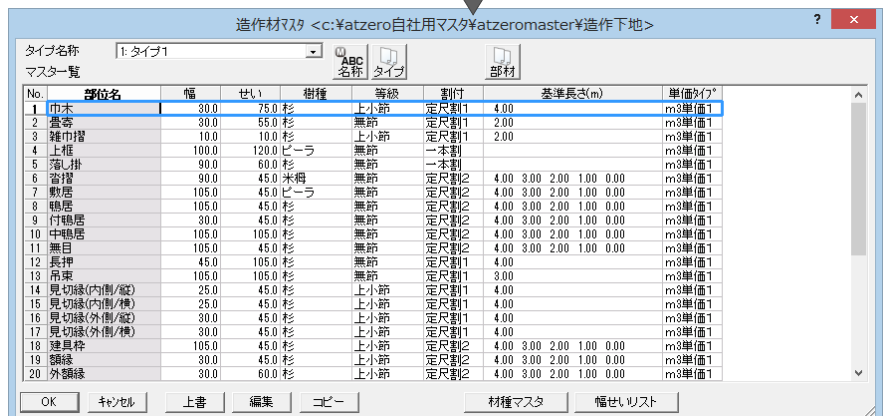 造作材ﾏｽﾀ <c:¥atzero自社用マスタ¥atzeromaster¥造作下地> ? ×
タイプ名称 1: タイプ1 ABC
マスター覧 名称 タイプ 部材
No. 部位名 幅 せい 樹種 等級 割付 基準長さ(m) 単価ﾀｲﾌﾟ
1 巾木 30.0 75.0 杉 上小節 定尺割1 4.00 m3単価1
2 畳寄 30.0 55.0 杉 無節 定尺割1 2.00 m3単価1
3 雑巾摺 10.0 10.0 杉 上小節 定尺割1 2.00 m3単価1
4 上框 100.0 120.0 ピーラ 無節 一本割 m3単価1
5 落し掛 90.0 60.0 杉 無節 一本割 m3単価1
6 沓摺 90.0 45.0 米栂 無節 定尺割2 4.00 3.00 2.00 1.00 0.00 m3単価1
7 敷居 105.0 45.0 ピーラ 無節 定尺割2 4.00 3.00 2.00 1.00 0.00 m3単価1
8 鴨居 105.0 45.0 杉 無節 定尺割2 4.00 3.00 2.00 1.00 0.00 m3単価1
9 付鴨居 30.0 45.0 杉 無節 定尺割2 4.00 3.00 2.00 1.00 0.00 m3単価1
10 中鴨居 105.0 105.0 杉 無節 定尺割2 4.00 3.00 2.00 1.00 0.00 m3単価1
11 無目 105.0 45.0 杉 無節 定尺割2 4.00 3.00 2.00 1.00 0.00 m3単価1
12 長押 45.0 105.0 杉 無節 定尺割1 4.00 m3単価1
13 吊束 105.0 105.0 杉 無節 定尺割1 3.00 m3単価1
14 見切縁(内側/縦) 25.0 45.0 杉 上小節 定尺割1 4.00 m3単価1
15 見切縁(内側/横) 25.0 45.0 杉 上小節 定尺割1 4.00 m3単価1
16 見切縁(外側/縦) 30.0 45.0 杉 上小節 定尺割1 4.00 m3単価1
17 見切縁(外側/横) 30.0 45.0 杉 上小節 定尺割1 4.00 m3単価1
18 建具枠 105.0 45.0 杉 上小節 定尺割2 4.00 3.00 2.00 1.00 0.00 m3単価1
19 額縁 30.0 45.0 杉 上小節 定尺割2 4.00 3.00 2.00 1.00 0.00 m3単価1
20 外額縁 30.0 60.0 杉 上小節 定尺割2 4.00 3.00 2.00 1.00 0.00 m3単価1
OK ｷｬﾝｾﾙ 上書 編集 コピー 材種マスタ 幅せいリスト